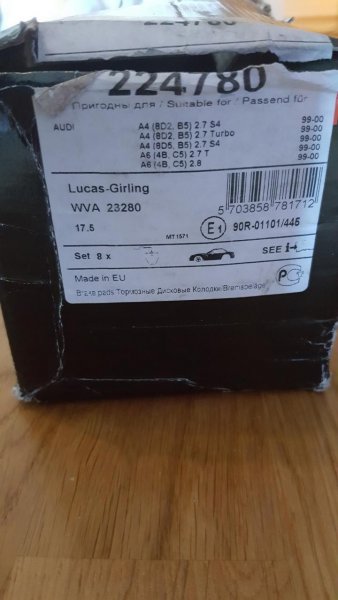 224780
Пригодны для / Suitable for / Passend für
AUDI A4 (8D2, B5) 2.7 S4 99-00
A4 (8D2, B5) 2.7 Turbo 99-00
A4 (8D5, B5) 2.7 S4 99-00
A6 (4B, C5) 2.7 T 99-00
A6 (4B, C5) 2.8 99-00
Lucas-Girling
WVA 23280
5 703858 781712
17.5
MT1571
E1 90R-01101/445
Set 8 x
SEE
Made in EU
Brake pads Тормозные Дисковые Колодки/Bremsbeläge